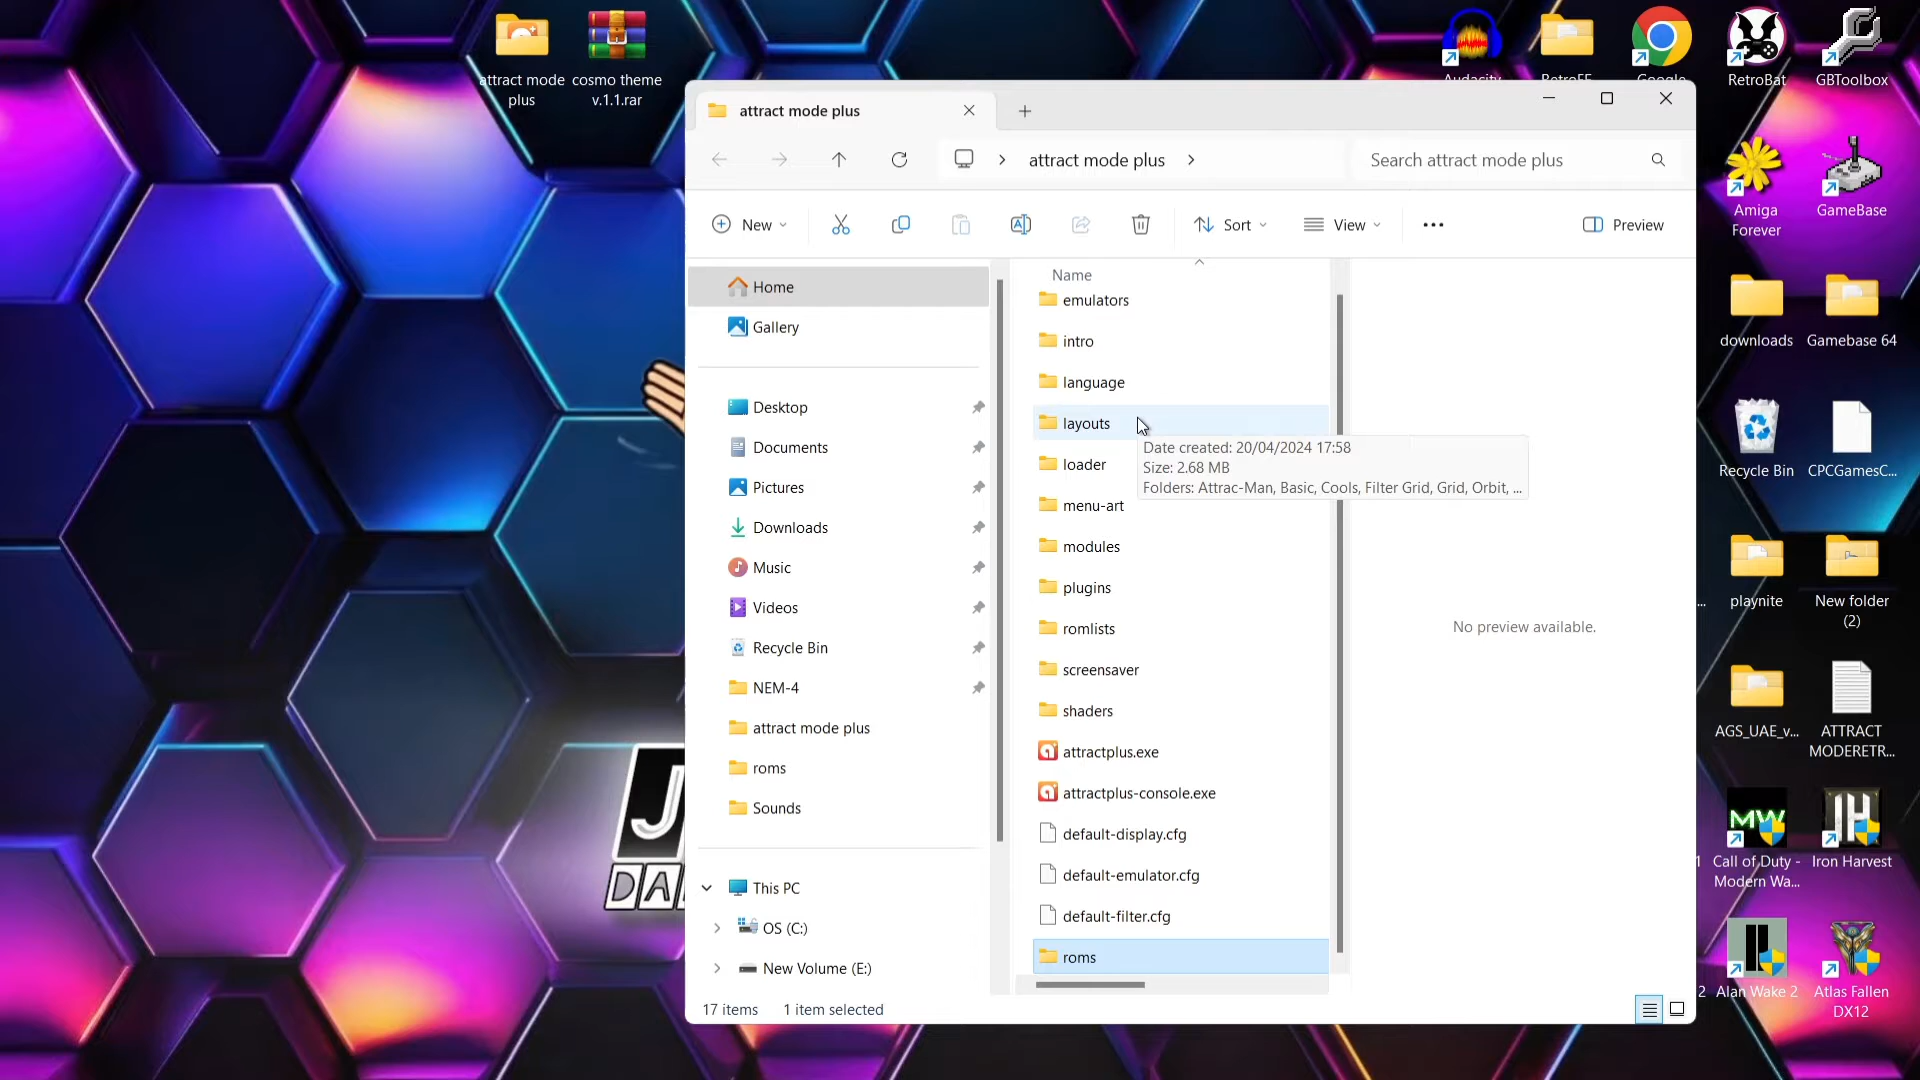 attract mode
plus
cosmo theme
v.1.1.rar
Audacity
RetroFE
Google
RetroBat
GBToolbox
attract mode plus
attract mode plus
Search attract mode plus
New
Sort
View
Preview
Home
Gallery
Desktop
Documents
Pictures
Downloads
Music
Videos
Recycle Bin
NEM-4
attract mode plus
roms
Sounds
This PC
OS (C:)
New Volume (E:)
Name
emulators
intro
language
layouts
loader
menu-art
modules
plugins
romlists
screensaver
shaders
attractplus.exe
attractplus-console.exe
default-display.cfg
default-emulator.cfg
default-filter.cfg
roms
Date created: 20/04/2024 17:58
Size: 2.68 MB
Folders: Attrac-Man, Basic, Cools, Filter Grid, Grid, Orbit, ...
No preview available.
17 items
1 item selected
Amiga
Forever
GameBase
downloads
Gamebase 64
Recycle Bin
CPCGamesC...
...
playnite
New folder
(2)
AGS_UAE_v...
ATTRACT
MODERETR...
MW
IH
1
Call of Duty -
Modern Wa...
Iron Harvest
2
Alan Wake 2
Atlas Fallen
DX12
J
DA